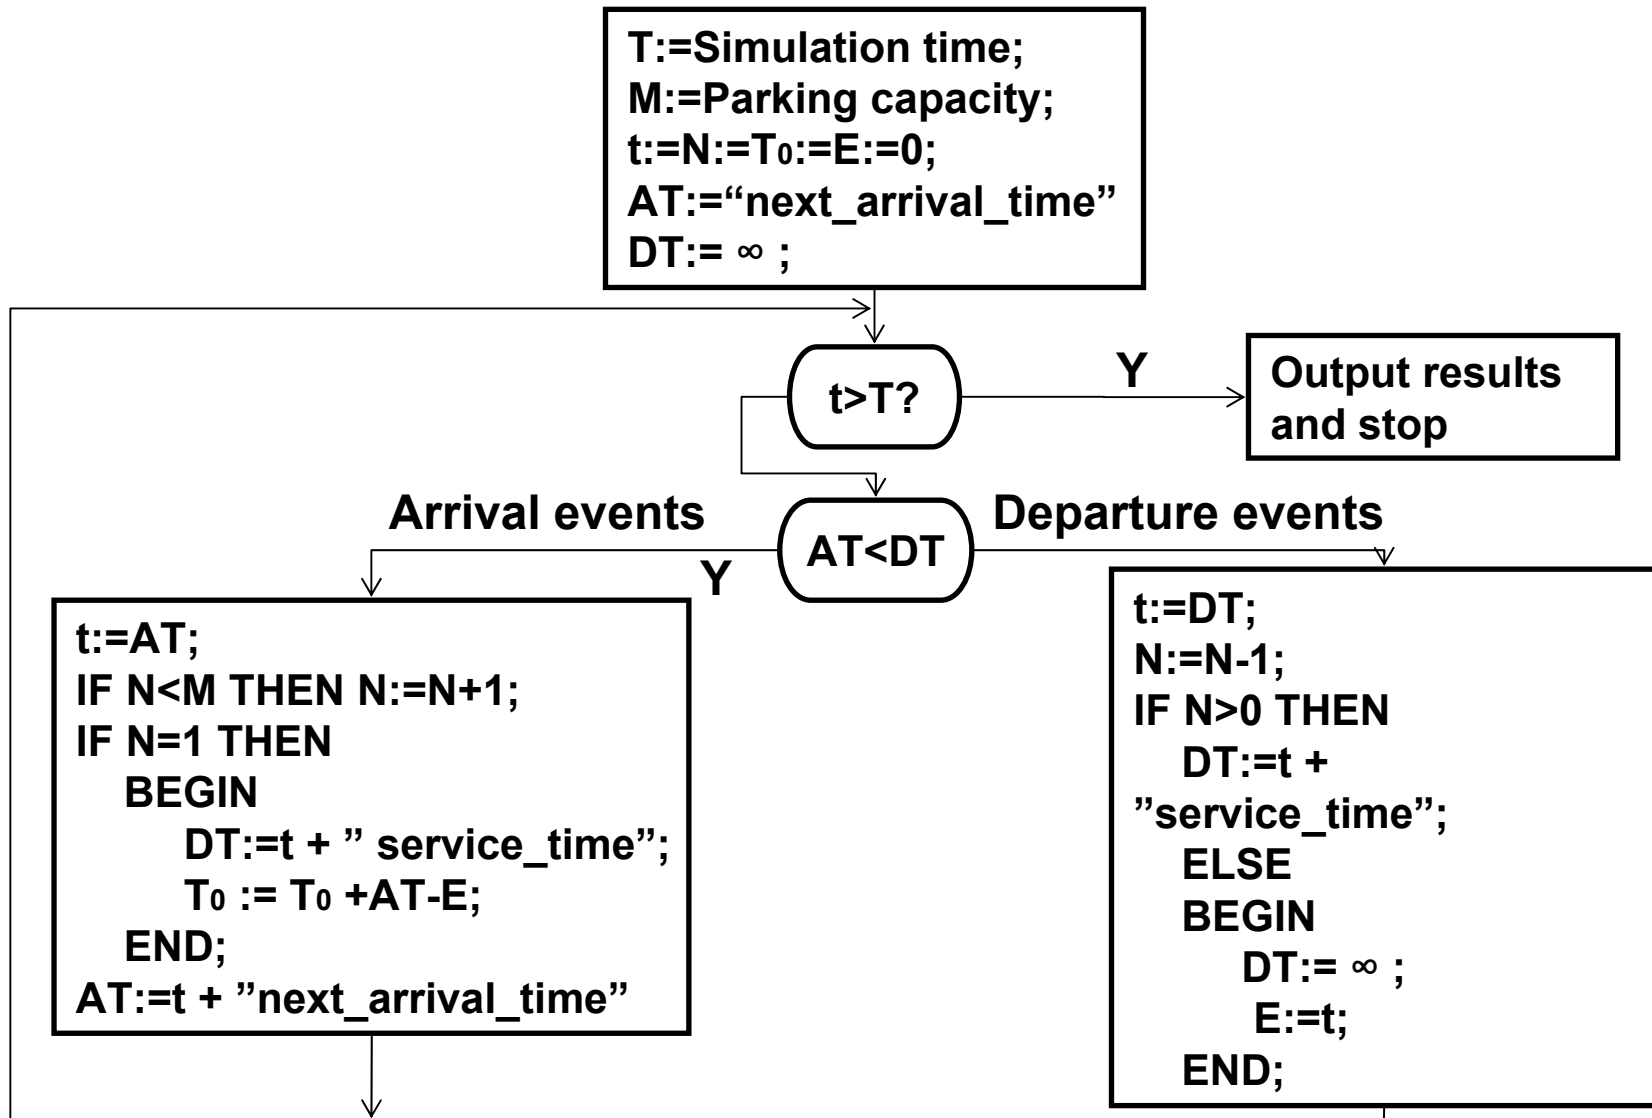 T:=Simulation time;
M:=Parking capacity;
t:=N:=T₀:=E:=0;
AT:=“next_arrival_time”
DT:= ∞ ;
t>T?
Y
Output results
and stop
Arrival events
AT<DT
Departure events
Y
t:=AT;
IF N<M THEN N:=N+1;
IF N=1 THEN
BEGIN
DT:=t + ” service_time”;
T₀ := T₀ +AT-E;
END;
AT:=t + ”next_arrival_time”
t:=DT;
N:=N-1;
IF N>0 THEN
DT:=t +
”service_time”;
ELSE
BEGIN
DT:= ∞ ;
E:=t;
END;